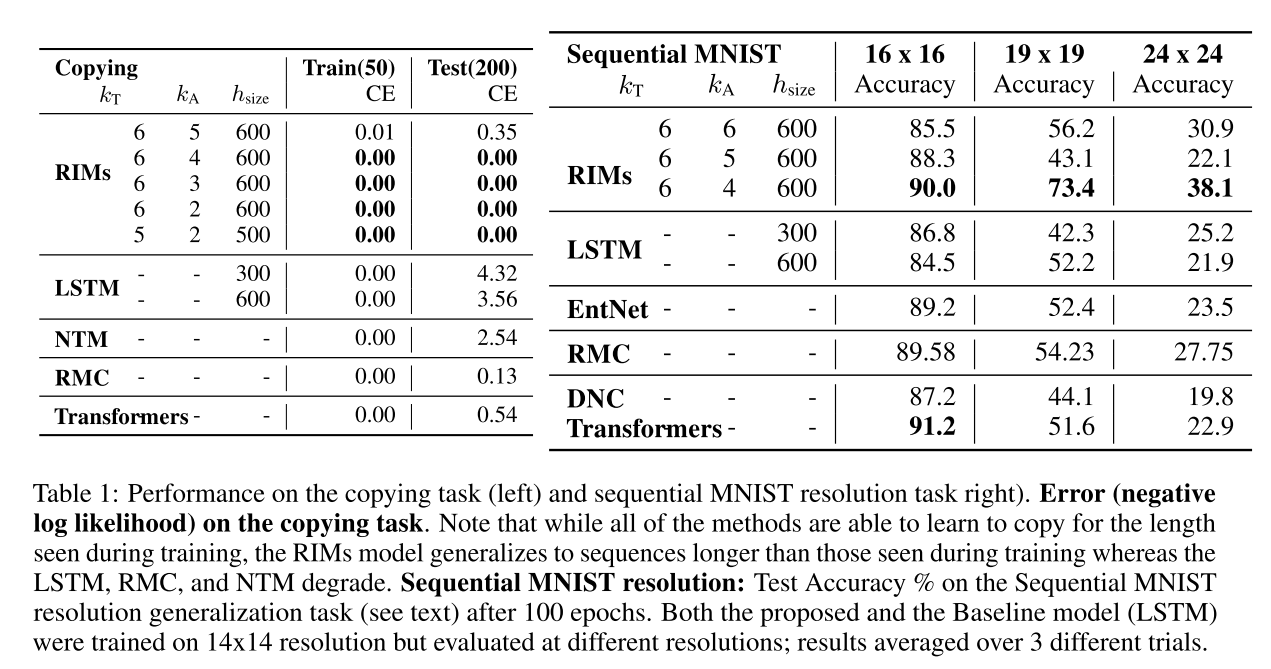 Copying Train(50) Test(200)
kT kA hsize CE CE
6 5 600 0.01 0.35
6 4 600 0.00 0.00
RIMs 6 3 600 0.00 0.00
6 2 600 0.00 0.00
5 2 500 0.00 0.00
- - 300 0.00 4.32
LSTM - - 600 0.00 3.56
NTM - - - 0.00 2.54
RMC - - - 0.00 0.13
Transformers - - - 0.00 0.54
Sequential MNIST 16 x 16 19 x 19 24 x 24
kT kA hsize Accuracy Accuracy Accuracy
6 6 600 85.5 56.2 30.9
6 5 600 88.3 43.1 22.1
RIMs 6 4 600 90.0 73.4 38.1
- - 300 86.8 42.3 25.2
LSTM - - 600 84.5 52.2 21.9
EntNet - - - 89.2 52.4 23.5
RMC - - - 89.58 54.23 27.75
DNC - - - 87.2 44.1 19.8
Transformers - - - 91.2 51.6 22.9
Table 1: Performance on the copying task (left) and sequential MNIST resolution task right). Error (negative
log likelihood) on the copying task. Note that while all of the methods are able to learn to copy for the length
seen during training, the RIMs model generalizes to sequences longer than those seen during training whereas the
LSTM, RMC, and NTM degrade. Sequential MNIST resolution: Test Accuracy % on the Sequential MNIST
resolution generalization task (see text) after 100 epochs. Both the proposed and the Baseline model (LSTM)
were trained on 14x14 resolution but evaluated at different resolutions; results averaged over 3 different trials.